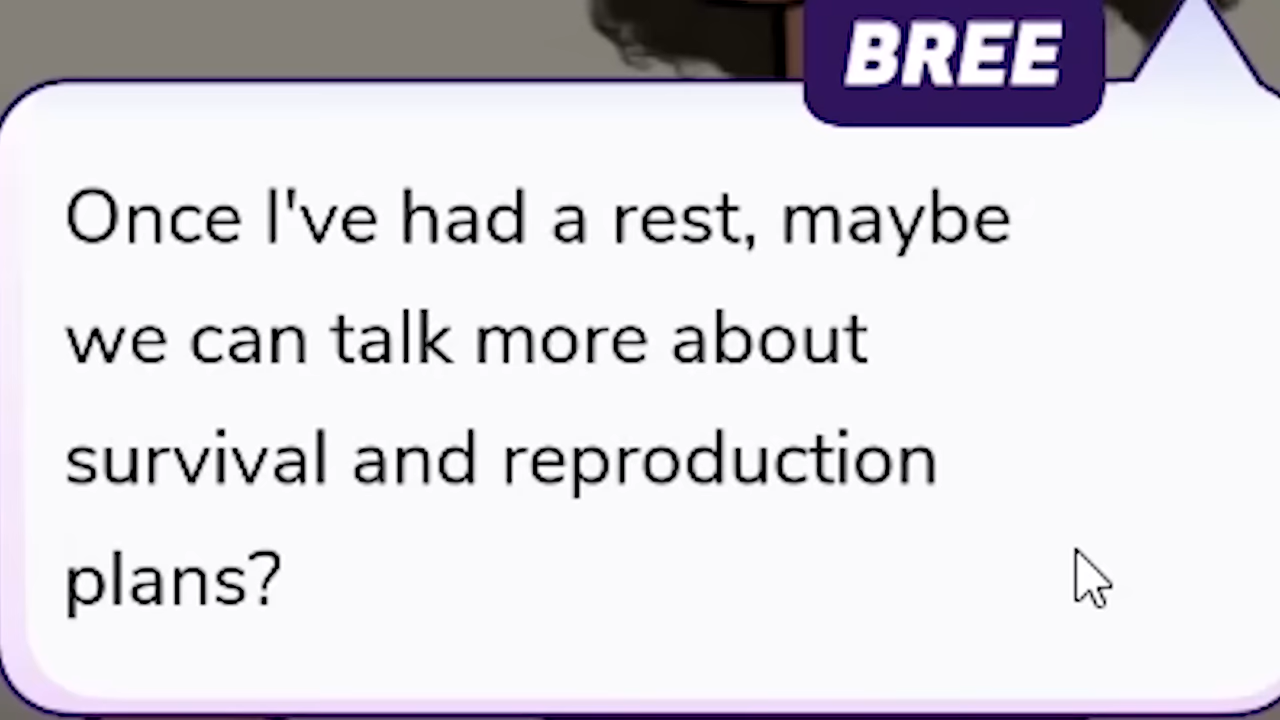 BREE
Once I've had a rest, maybe
we can talk more about
survival and reproduction
plans?